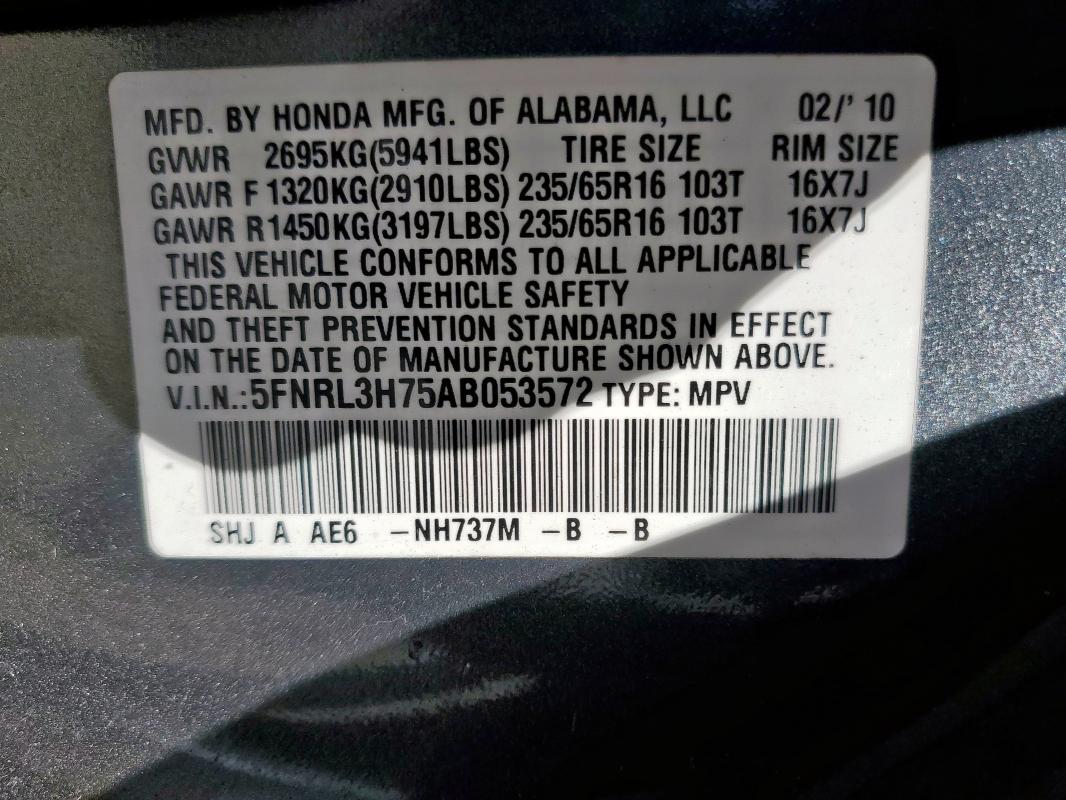 MFD. BY HONDA MFG. OF ALABAMA, LLC 02/' 10
GVWR 2695KG(5941LBS) TIRE SIZE RIM SIZE
GAWR F 1320KG(2910LBS) 235/65R16 103T 16X7J
GAWR R1450KG(3197LBS) 235/65R16 103T 16X7J
THIS VEHICLE CONFORMS TO ALL APPLICABLE
FEDERAL MOTOR VEHICLE SAFETY
AND THEFT PREVENTION STANDARDS IN EFFECT
ON THE DATE OF MANUFACTURE SHOWN ABOVE.
V.I.N.:5FNRL3H75AB053572 TYPE: MPV
SHJ A AE6 -NH737M -B -B